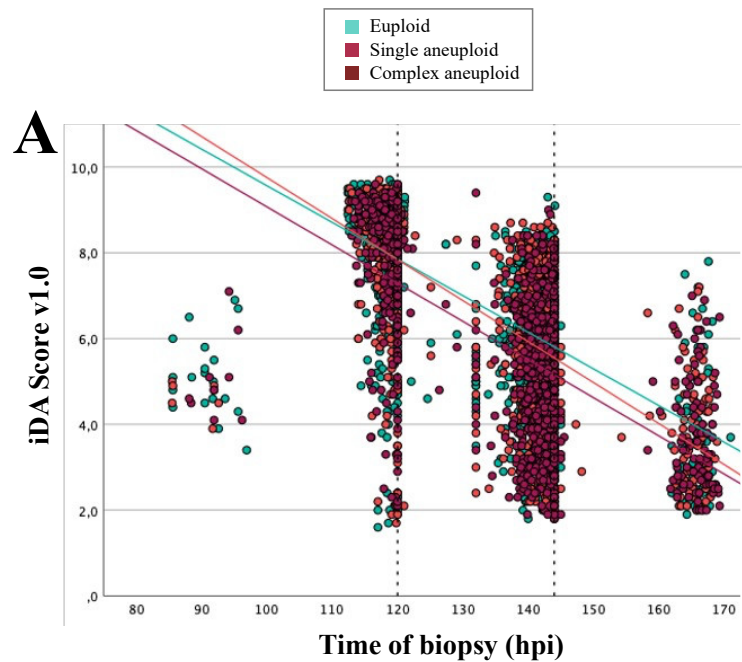 Euploid
Single aneuploid
Complex aneuploid
A
iDA Score v1.0
10,0
8,0
6,0
4,0
2,0
,0
80 90 100 110 120 130 140 150 160 170
Time of biopsy (hpi)